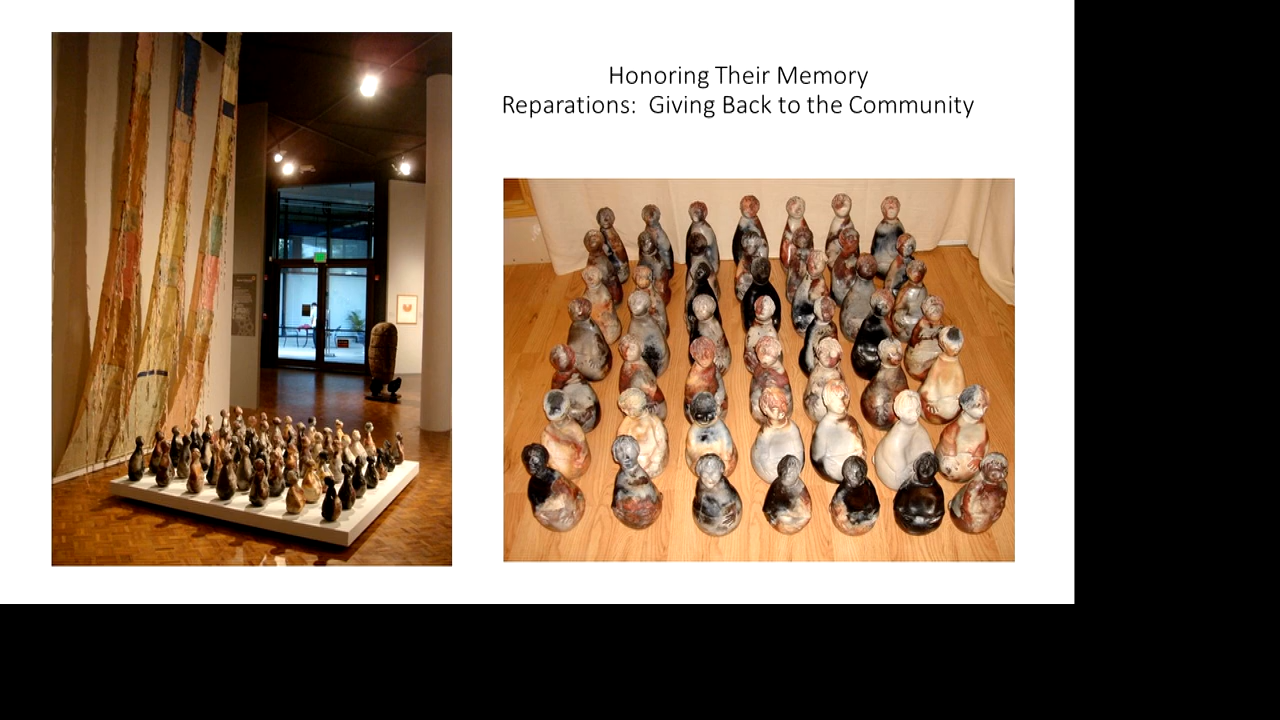 Honoring Their Memory
Reparations:  Giving Back to the Community